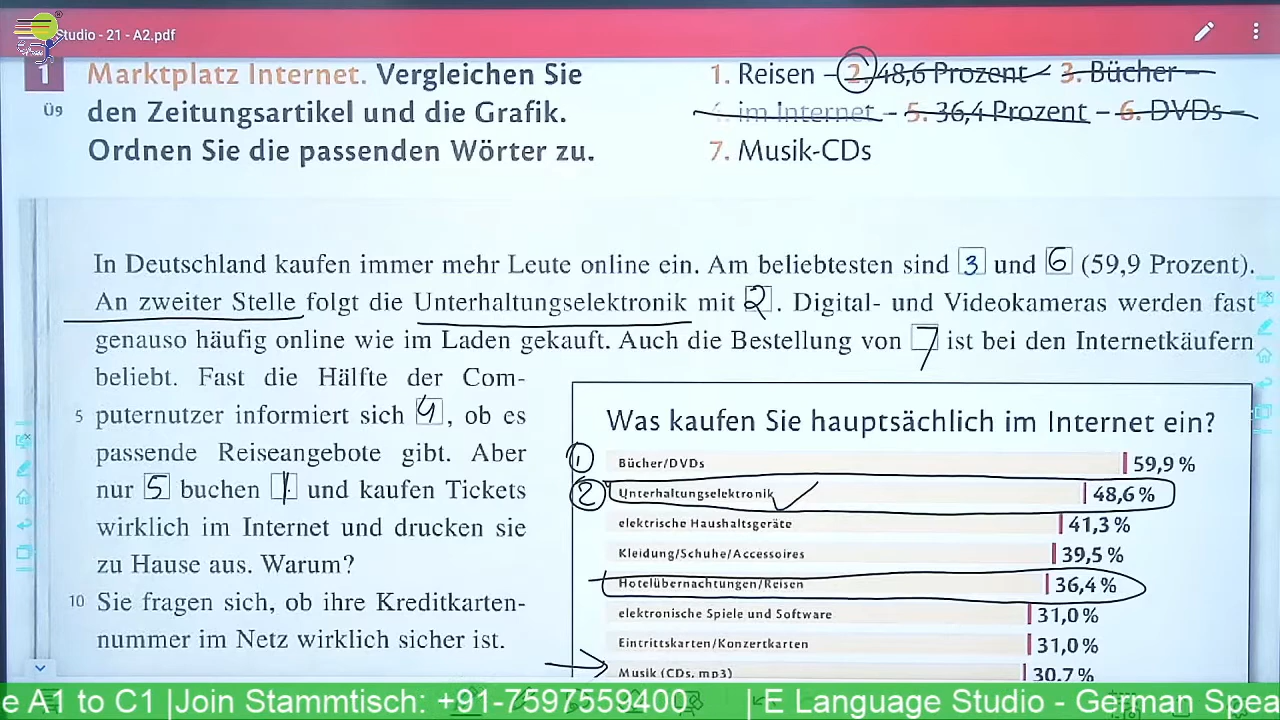 Studio - 21 - A2.pdf
1 Marktplatz Internet. Vergleichen Sie
Ü9 den Zeitungsartikel und die Grafik.
Ordnen Sie die passenden Wörter zu.
1. Reisen – 2. 48,6 Prozent – 3. Bücher –
4. im Internet – 5. 36,4 Prozent – 6. DVDs –
7. Musik-CDs
In Deutschland kaufen immer mehr Leute online ein. Am beliebtesten sind 3 und 6 (59,9 Prozent).
An zweiter Stelle folgt die Unterhaltungselektronik mit 2. Digital- und Videokameras werden fast
genauso häufig online wie im Laden gekauft. Auch die Bestellung von 7 ist bei den Internetkäufern
beliebt. Fast die Hälfte der Com-
5 puternutzer informiert sich 4, ob es
passende Reiseangebote gibt. Aber
nur 5 buchen 1 und kaufen Tickets
wirklich im Internet und drucken sie
zu Hause aus. Warum?
10 Sie fragen sich, ob ihre Kreditkarten-
nummer im Netz wirklich sicher ist.
Was kaufen Sie hauptsächlich im Internet ein?
1 Bücher/DVDs 59,9 %
2 Unterhaltungselektronik 48,6 %
elektrische Haushaltsgeräte 41,3 %
Kleidung/Schuhe/Accessoires 39,5 %
Hotelübernachtungen/Reisen 36,4 %
elektronische Spiele und Software 31,0 %
Eintrittskarten/Konzertkarten 31,0 %
Musik (CDs, mp3) 30,7 %
e A1 to C1 |Join Stammtisch: +91-7597559400 |E Language Studio - German Spea